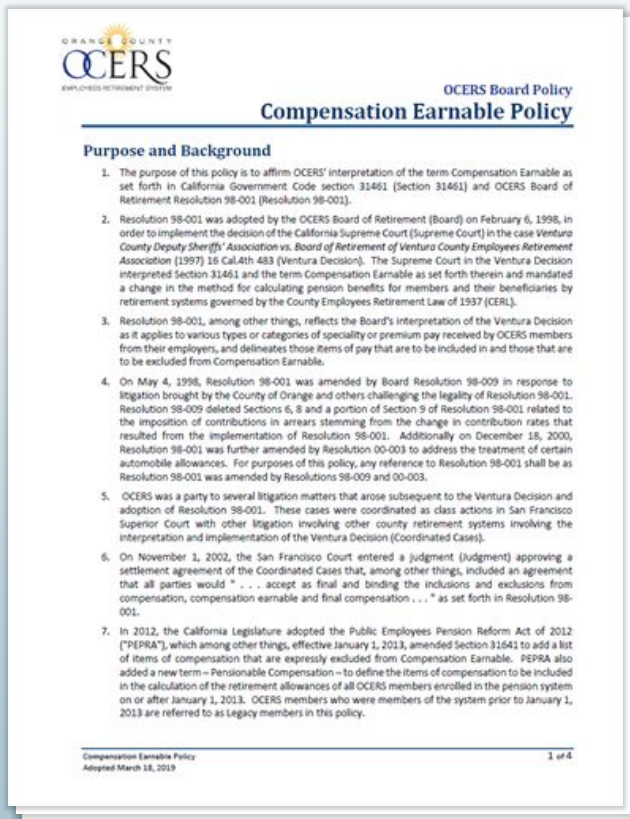 ORANGE COUNTY
OCERS
EMPLOYEES RETIREMENT SYSTEM
OCERS Board Policy
Compensation Earnable Policy
Purpose and Background
1. The purpose of this policy is to affirm OCERS' interpretation of the term Compensation Earnable as
set forth in California Government Code section 31461 (Section 31461) and OCERS Board of
Retirement Resolution 98-001 (Resolution 98-001).
2. Resolution 98-001 was adopted by the OCERS Board of Retirement (Board) on February 6, 1998, in
order to implement the decision of the California Supreme Court (Supreme Court) in the case Ventura
County Deputy Sheriffs' Association vs. Board of Retirement of Ventura County Employees Retirement
Association (1997) 16 Cal.4th 483 (Ventura Decision). The Supreme Court in the Ventura Decision
interpreted Section 31461 and the term Compensation Earnable as set forth therein and mandated
a change in the method for calculating pension benefits for members and their beneficiaries by
retirement systems governed by the County Employees Retirement Law of 1937 (CERL).
3. Resolution 98-001, among other things, reflects the Board's interpretation of the Ventura Decision
as it applies to various types or categories of speciality or premium pay received by OCERS members
from their employers, and delineates those items of pay that are to be included in and those that are
to be excluded from Compensation Earnable.
4. On May 4, 1998, Resolution 98-001 was amended by Board Resolution 98-009 in response to
litigation brought by the County of Orange and others challenging the legality of Resolution 98-001.
Resolution 98-009 deleted Sections 6, 8 and a portion of Section 9 of Resolution 98-001 related to
the imposition of contributions in arrears stemming from the change in contribution rates that
resulted from the implementation of Resolution 98-001. Additionally on December 18, 2000,
Resolution 98-001 was further amended by Resolution 00-003 to address the treatment of certain
automobile allowances. For purposes of this policy, any reference to Resolution 98-001 shall be as
Resolution 98-001 was amended by Resolutions 98-009 and 00-003.
5. OCERS was a party to several litigation matters that arose subsequent to the Ventura Decision and
adoption of Resolution 98-001. These cases were coordinated as class actions in San Francisco
Superior Court with other litigation involving other county retirement systems involving the
interpretation and implementation of the Ventura Decision (Coordinated Cases).
6. On November 1, 2002, the San Francisco Court entered a judgment (Judgment) approving a
settlement agreement of the Coordinated Cases that, among other things, included an agreement
that all parties would " . . . accept as final and binding the inclusions and exclusions from
compensation, compensation earnable and final compensation . . . " as set forth in Resolution 98-
001.
7. In 2012, the California Legislature adopted the Public Employees Pension Reform Act of 2012
("PEPRA"), which among other things, effective January 1, 2013, amended Section 31641 to add a list
of items of compensation that are expressly excluded from Compensation Earnable. PEPRA also
added a new term – Pensionable Compensation – to define the items of compensation to be included
in the calculation of the retirement allowances of all OCERS members enrolled in the pension system
on or after January 1, 2013. OCERS members who were members of the system prior to January 1,
2013 are referred to as Legacy members in this policy.
Compensation Earnable Policy
1 of 4
Adopted March 18, 2019